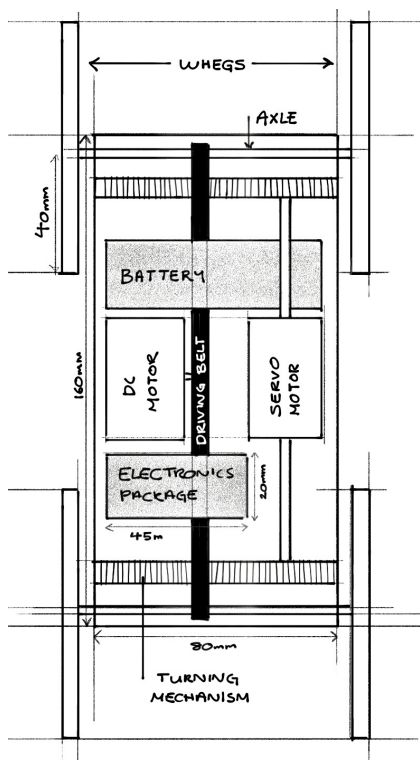 WHEGS
AXLE
40mm
BATTERY
160mm
DC
MOTOR
DRIVING BELT
SERVO
MOTOR
ELECTRONICS
PACKAGE
20mm
45m
80mm
TURNING
MECHANISM